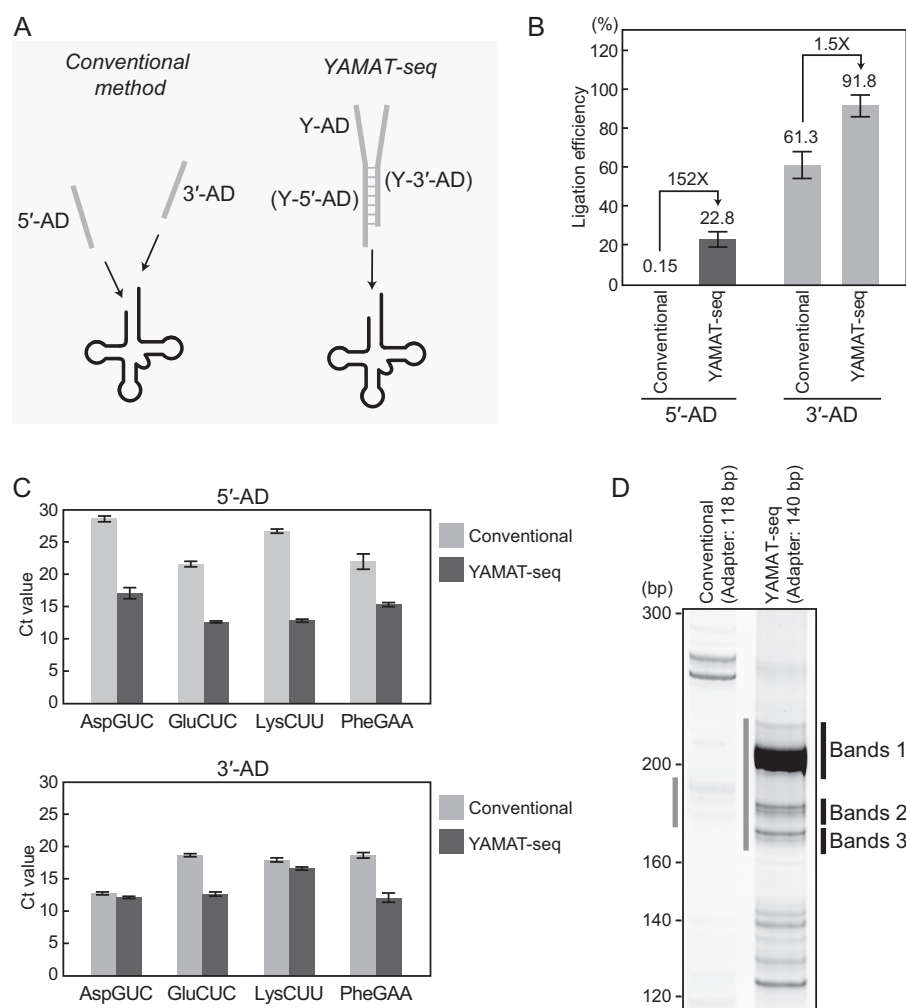 A
Conventional
method
YAMAT-seq
Y-AD
5′-AD
3′-AD
(Y-5′-AD)
(Y-3′-AD)
B
(%)
Ligation efficiency
120
100
80
60
40
20
0
152X
1.5X
0.15
22.8
61.3
91.8
Conventional
YAMAT-seq
Conventional
YAMAT-seq
5′-AD
3′-AD
C
5′-AD
Ct value
30
25
20
15
10
5
0
Conventional
YAMAT-seq
AspGUC GluCUC LysCUU PheGAA
3′-AD
Ct value
30
25
20
15
10
5
0
Conventional
YAMAT-seq
AspGUC GluCUC LysCUU PheGAA
D
Conventional
(Adapter: 118 bp)
YAMAT-seq
(Adapter: 140 bp)
(bp)
300
200
160
140
120
Bands 1
Bands 2
Bands 3